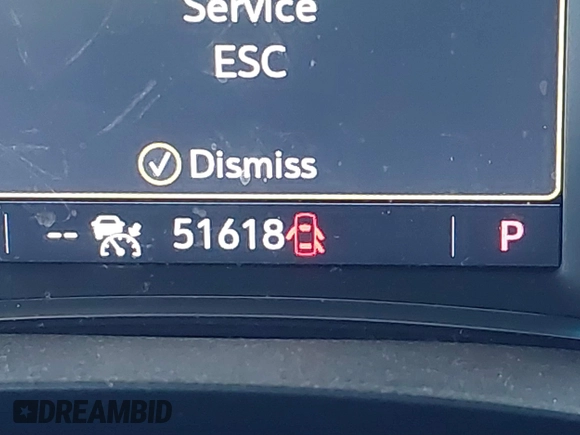 Service
ESC
Dismiss
-- 51618 P
DREAMBID